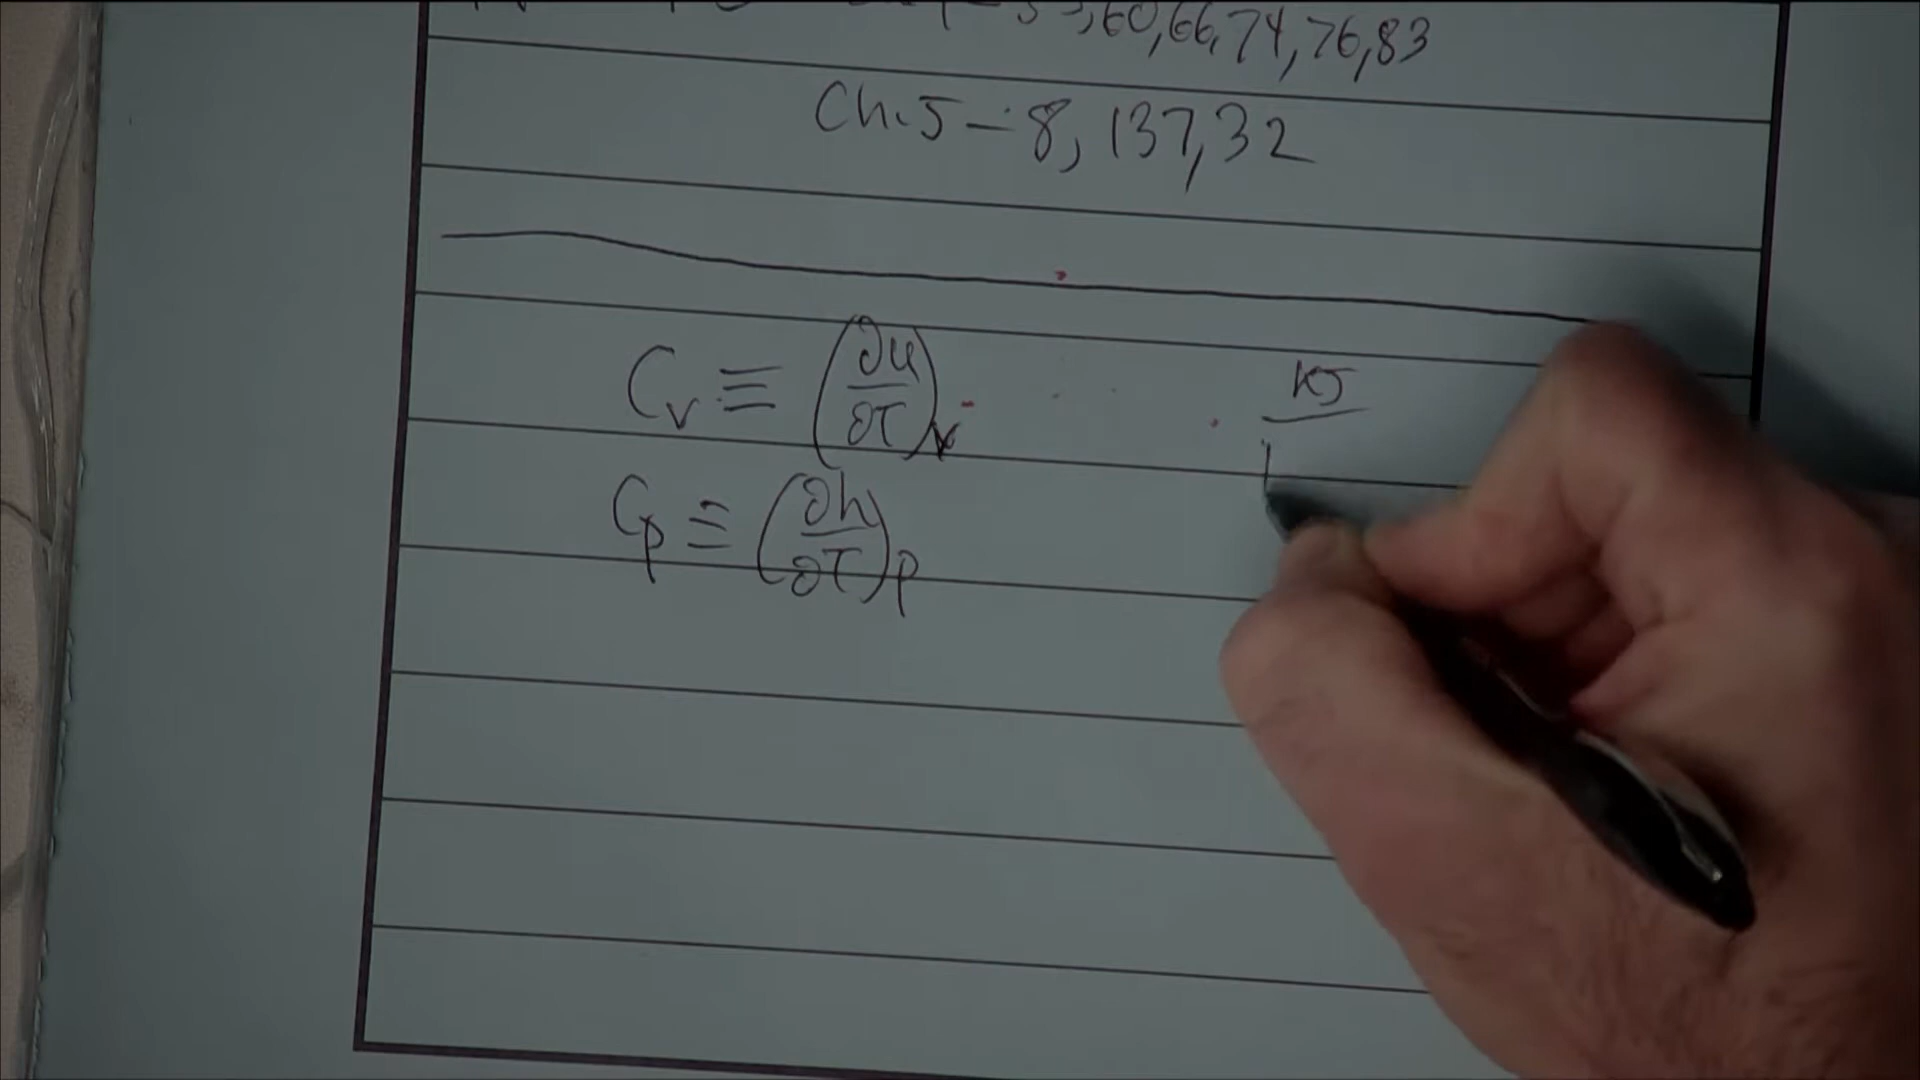 60,66,74,76,83
Ch.5 – 8, 137,32
Cv ≡ (∂u/∂T)v KJ
Cp ≡ (∂h/∂T)p